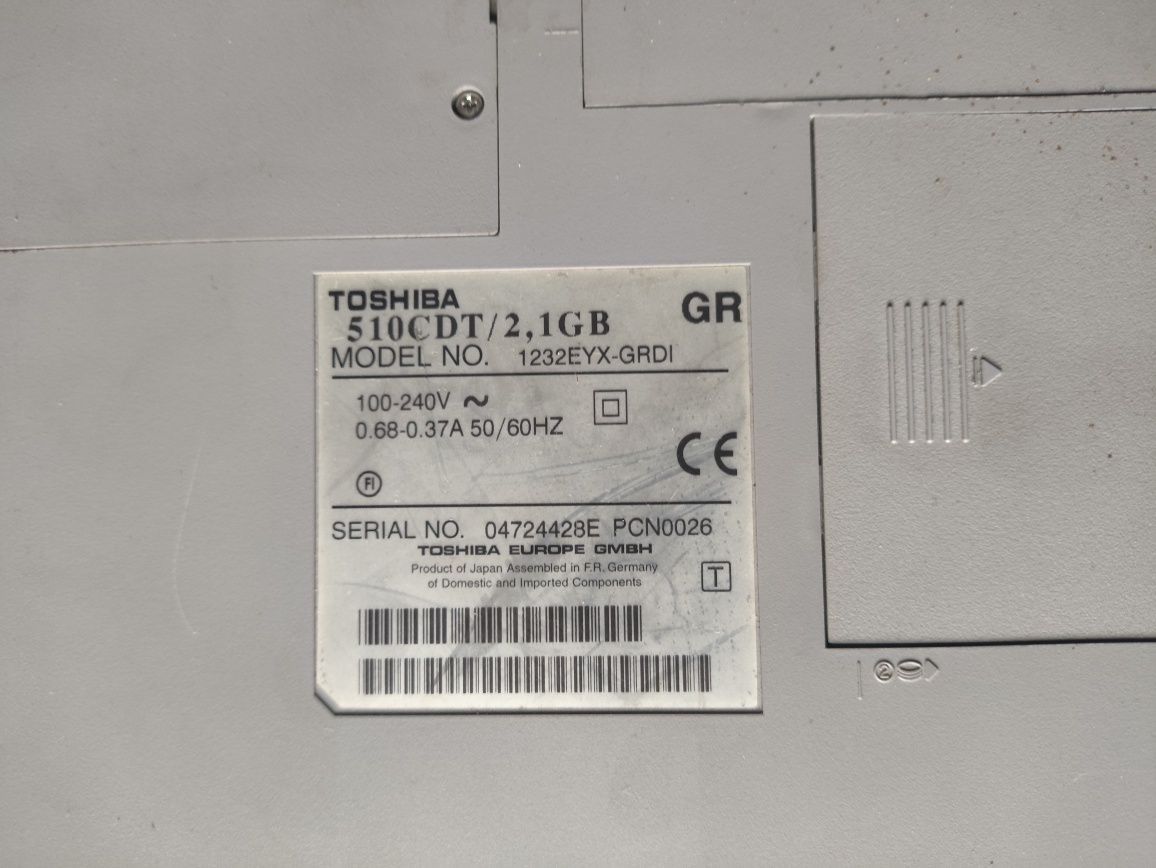 TOSHIBA
GR
510CDT/2,1GB
MODEL NO. 1232EYX-GRDI
100-240V ~
0.68-0.37A 50/60HZ
CE
FI
SERIAL NO. 04724428E PCN0026
TOSHIBA EUROPE GMBH
Product of Japan Assembled in F.R. Germany
of Domestic and Imported Components
T
2